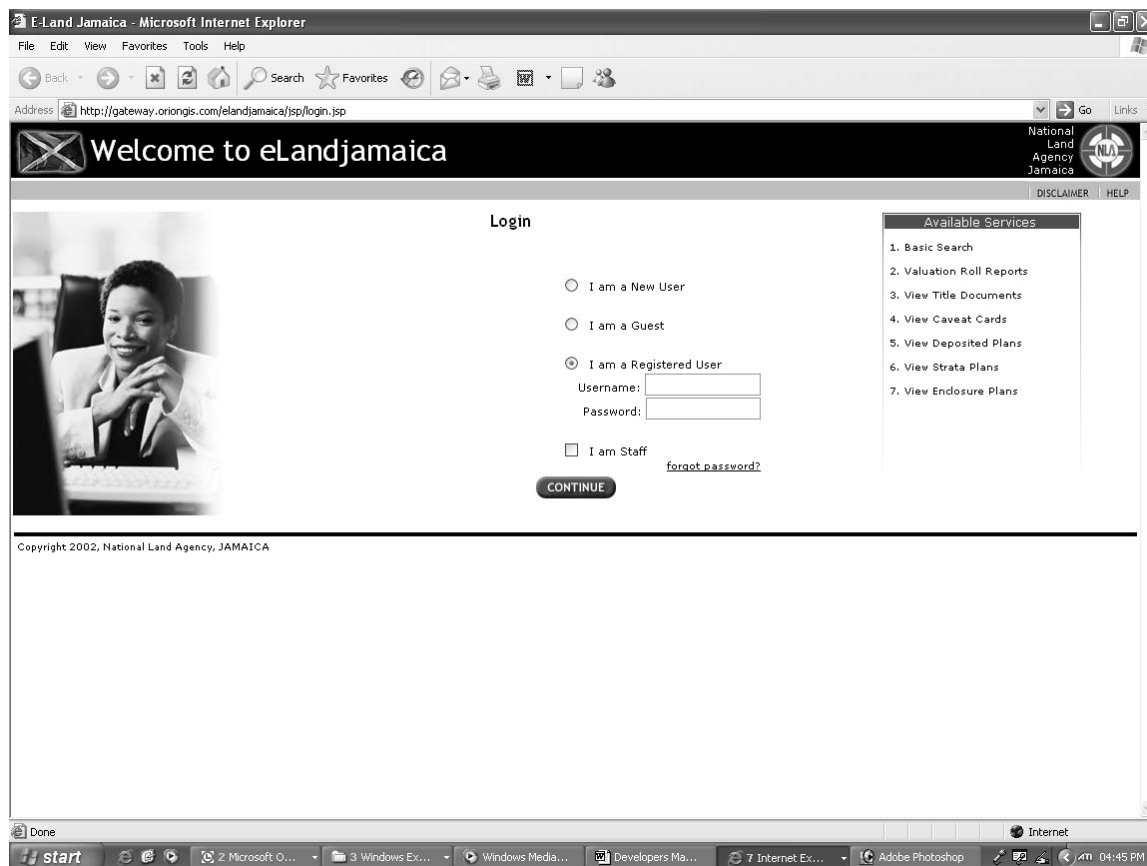 E-Land Jamaica - Microsoft Internet Explorer
File Edit View Favorites Tools Help
Back Search Favorites
Address http://gateway.oriongis.com/elandjamaica/jsp/login.jsp Go Links
Welcome to eLandjamaica
National
Land
Agency
Jamaica
NLA
DISCLAIMER HELP
Login
I am a New User
I am a Guest
I am a Registered User
Username:
Password:
I am Staff
forgot password?
CONTINUE
Available Services
1. Basic Search
2. Valuation Roll Reports
3. View Title Documents
4. View Caveat Cards
5. View Deposited Plans
6. View Strata Plans
7. View Enclosure Plans
Copyright 2002, National Land Agency, JAMAICA
Done Internet
start 2 Microsoft O... 3 Windows Ex... Windows Media... Developers Ma... 7 Internet Ex... Adobe Photoshop ATI 04:45 PM